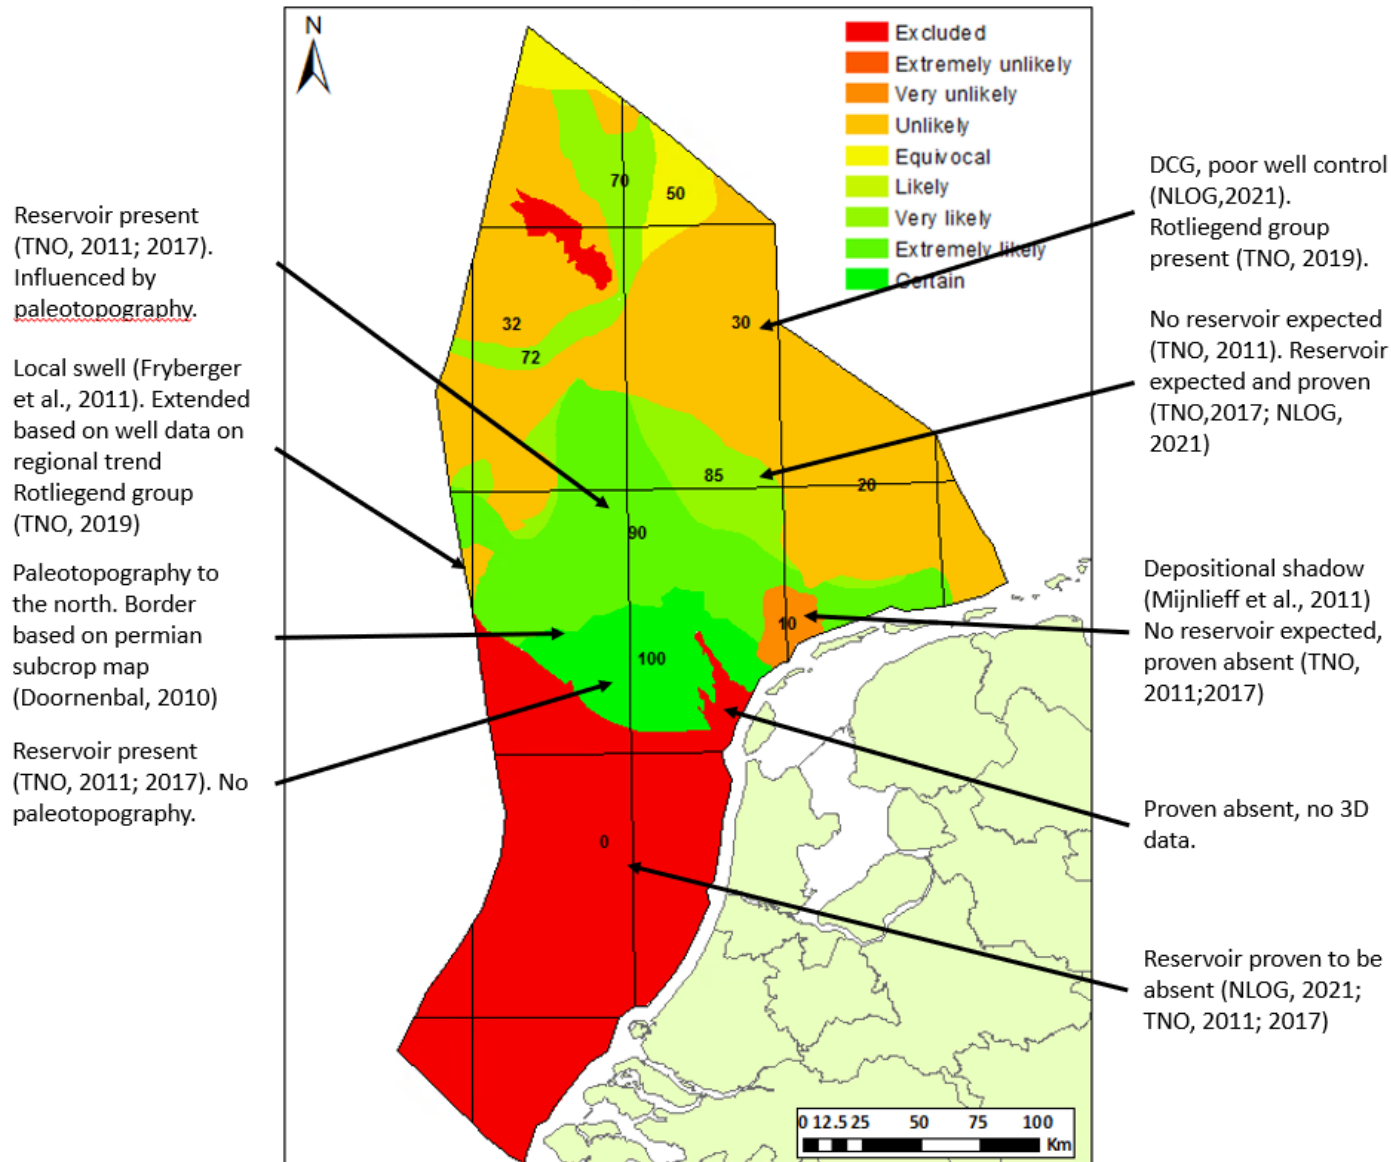 N
Excluded
Extremely unlikely
Very unlikely
Unlikely
Equivocal
Likely
Very likely
Extremely likely
Certain
Reservoir present
(TNO, 2011; 2017).
Influenced by
paleotopography.
Local swell (Fryberger
et al., 2011). Extended
based on well data on
regional trend
Rotliegend group
(TNO, 2019)
Paleotopography to
the north. Border
based on permian
subcrop map
(Doornenbal, 2010)
Reservoir present
(TNO, 2011; 2017). No
paleotopography.
70
50
32
30
72
85
20
90
10
100
0
DCG, poor well control
(NLOG,2021).
Rotliegend group
present (TNO, 2019).
No reservoir expected
(TNO, 2011). Reservoir
expected and proven
(TNO,2017; NLOG,
2021)
Depositional shadow
(Mijnlieff et al., 2011)
No reservoir expected,
proven absent (TNO,
2011;2017)
Proven absent, no 3D
data.
Reservoir proven to be
absent (NLOG, 2021;
TNO, 2011; 2017)
0 12.5 25 50 75 100
Km